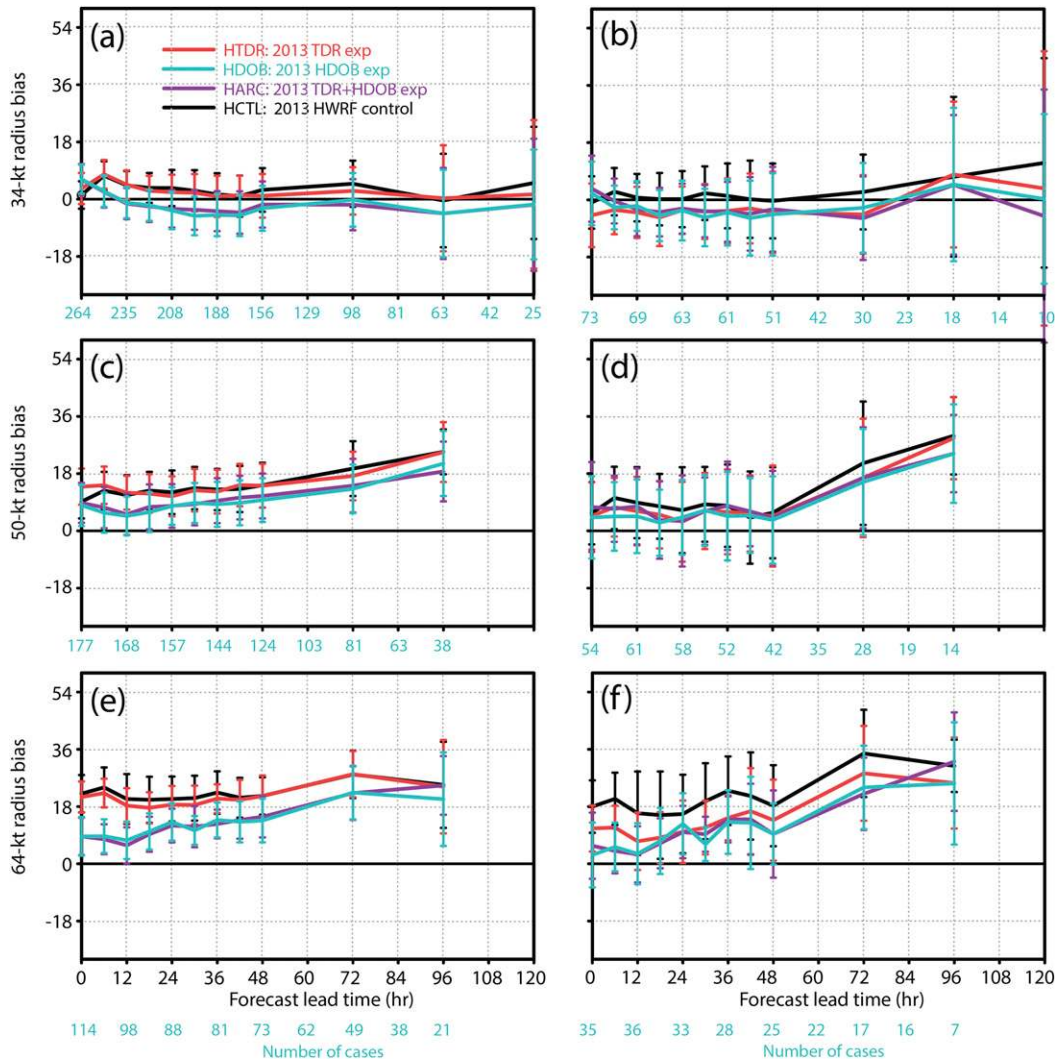 (a)
HTDR: 2013 TDR exp
HDOB: 2013 HDOB exp
HARC: 2013 TDR+HDOB exp
HCTL: 2013 HWRF control
34-kt radius bias
54
36
18
0
-18
264 235 208 188 156 129 98 81 63 42 25
(b)
73 69 63 61 51 42 30 23 18 14 10
(c)
50-kt radius bias
54
36
18
0
-18
177 168 157 144 124 103 81 63 38
(d)
54 61 58 52 42 35 28 19 14
(e)
64-kt radius bias
54
36
18
0
-18
0 12 24 36 48 60 72 84 96 108 120
Forecast lead time (hr)
114 98 88 81 73 62 49 38 21
Number of cases
(f)
0 12 24 36 48 60 72 84 96 108 120
Forecast lead time (hr)
35 36 33 28 25 22 17 16 7
Number of cases